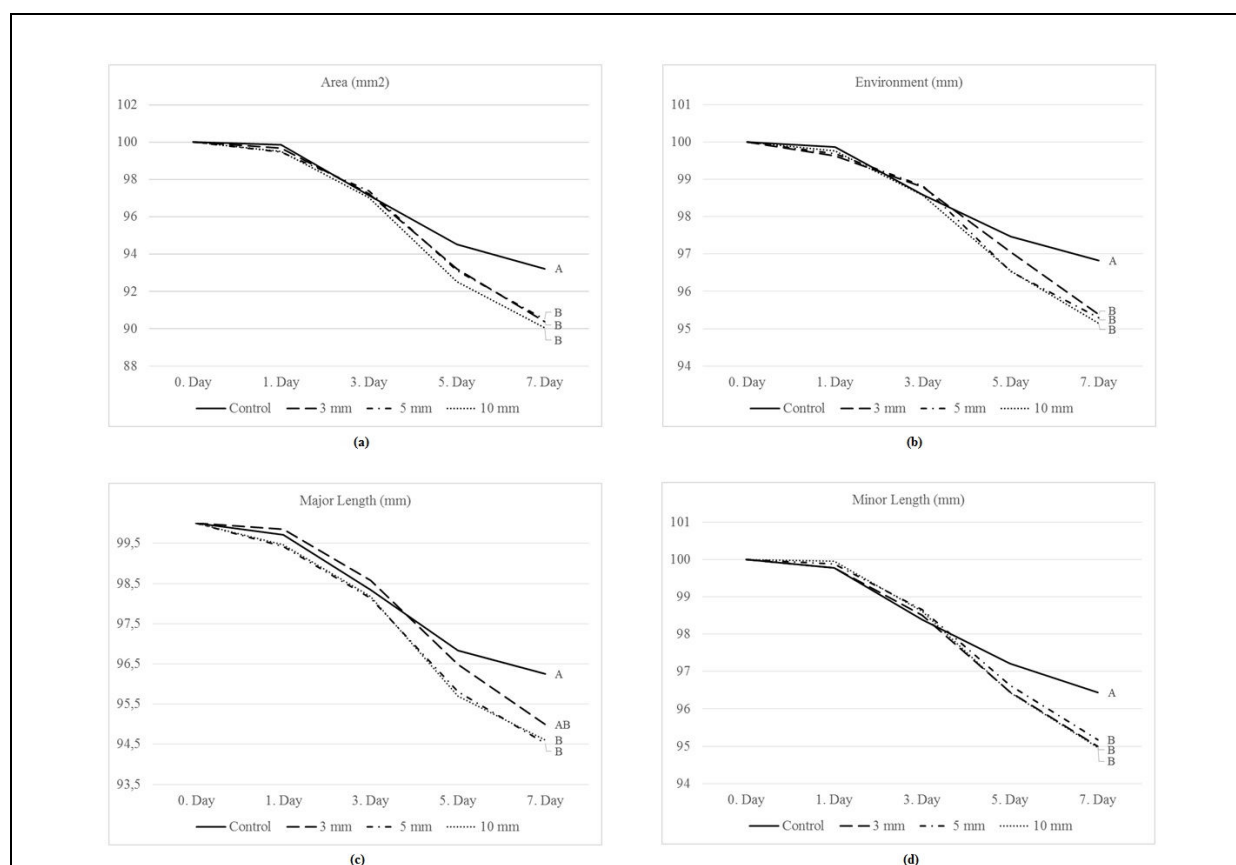 Area (mm2)
102
100
98
96
94
92
90
88
A
B
B
B
0. Day 1. Day 3. Day 5. Day 7. Day
Control 3 mm 5 mm 10 mm
(a)
Environment (mm)
101
100
99
98
97
96
95
94
A
B
B
B
0. Day 1. Day 3. Day 5. Day 7. Day
Control 3 mm 5 mm 10 mm
(b)
Major Length (mm)
99,5
98,5
97,5
96,5
95,5
94,5
93,5
A
AB
B
B
0. Day 1. Day 3. Day 5. Day 7. Day
Control 3 mm 5 mm 10 mm
(c)
Minor Length (mm)
101
100
99
98
97
96
95
94
A
B
B
B
0. Day 1. Day 3. Day 5. Day 7. Day
Control 3 mm 5 mm 10 mm
(d)